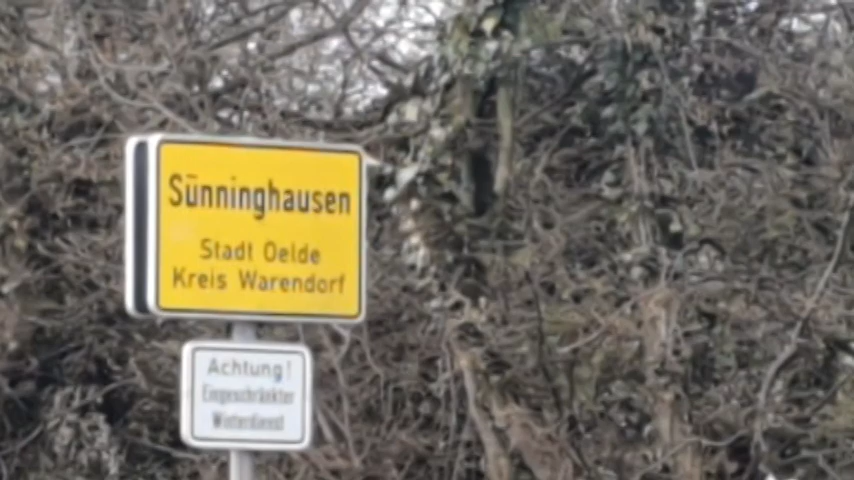 Sünninghausen
Stadt Oelde
Kreis Warendorf
Achtung!
Eingeschränkter
Winterdienst